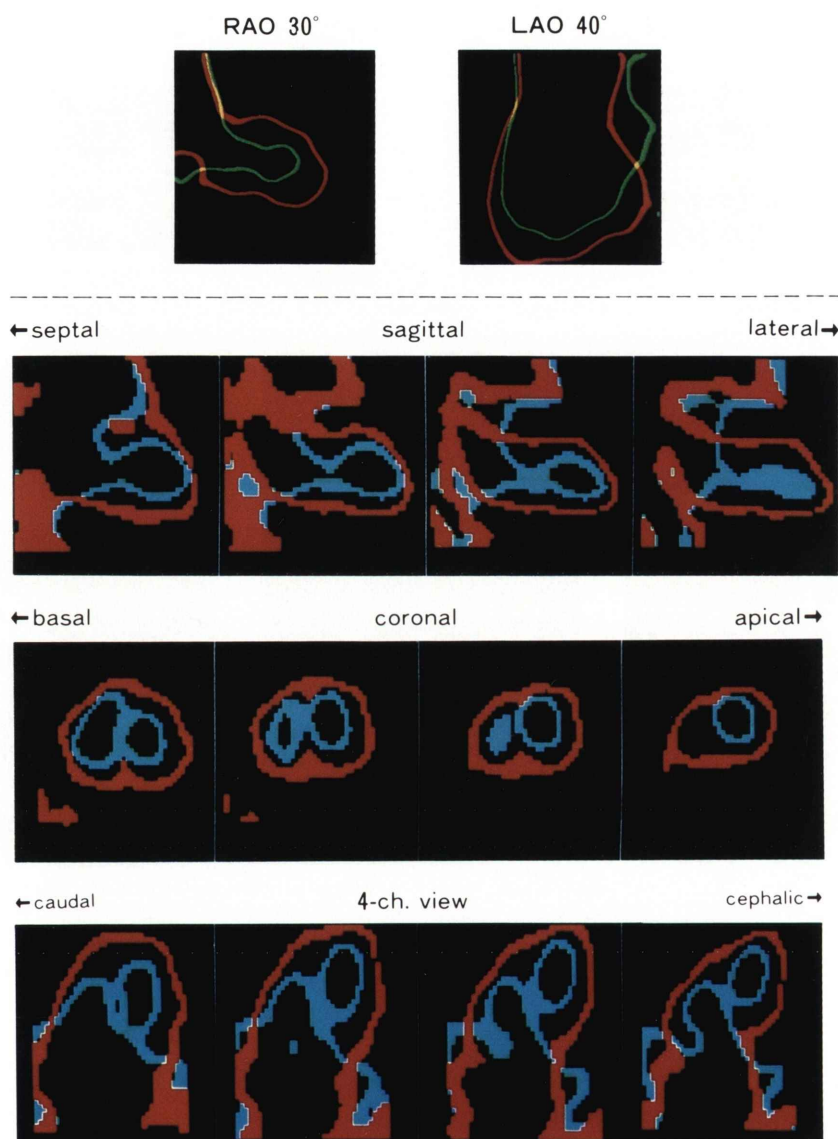 RAO 30° LAO 40°
←septal sagittal lateral→
←basal coronal apical→
←caudal 4-ch. view cephalic→